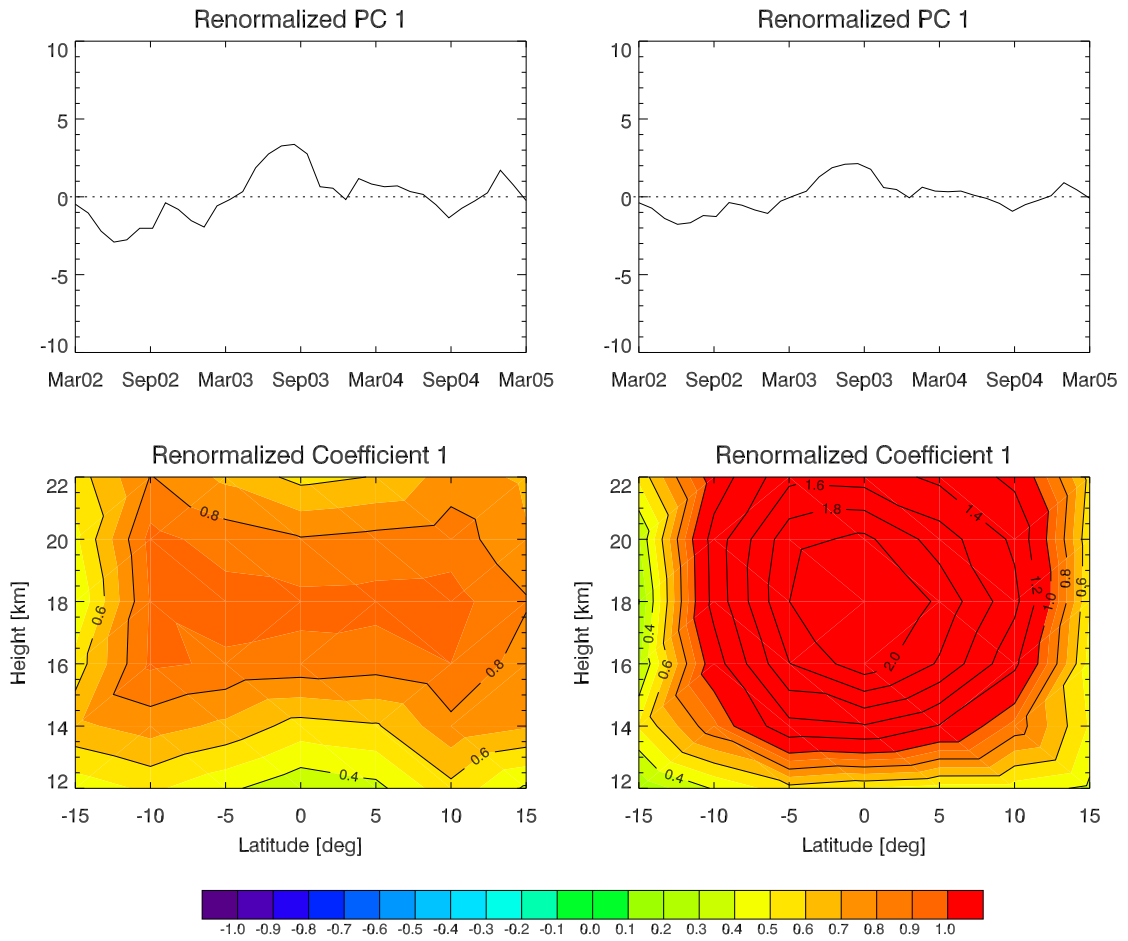 Renormalized PC 1
10
5
0
-5
-10
Mar02 Sep02 Mar03 Sep03 Mar04 Sep04 Mar05
Renormalized PC 1
10
5
0
-5
-10
Mar02 Sep02 Mar03 Sep03 Mar04 Sep04 Mar05
Renormalized Coefficient 1
Height [km]
22
20
18
16
14
12
0.8
0.6
0.8
0.6
0.4
-15 -10 -5 0 5 10 15
Latitude [deg]
Renormalized Coefficient 1
Height [km]
22
20
18
16
14
12
1.6
1.8
1.4
1.2
1.0
0.8
0.6
0.4
0.6
2.0
0.4
-15 -10 -5 0 5 10 15
Latitude [deg]
-1.0 -0.9 -0.8 -0.7 -0.6 -0.5 -0.4 -0.3 -0.2 -0.1 0.0 0.1 0.2 0.3 0.4 0.5 0.6 0.7 0.8 0.9 1.0